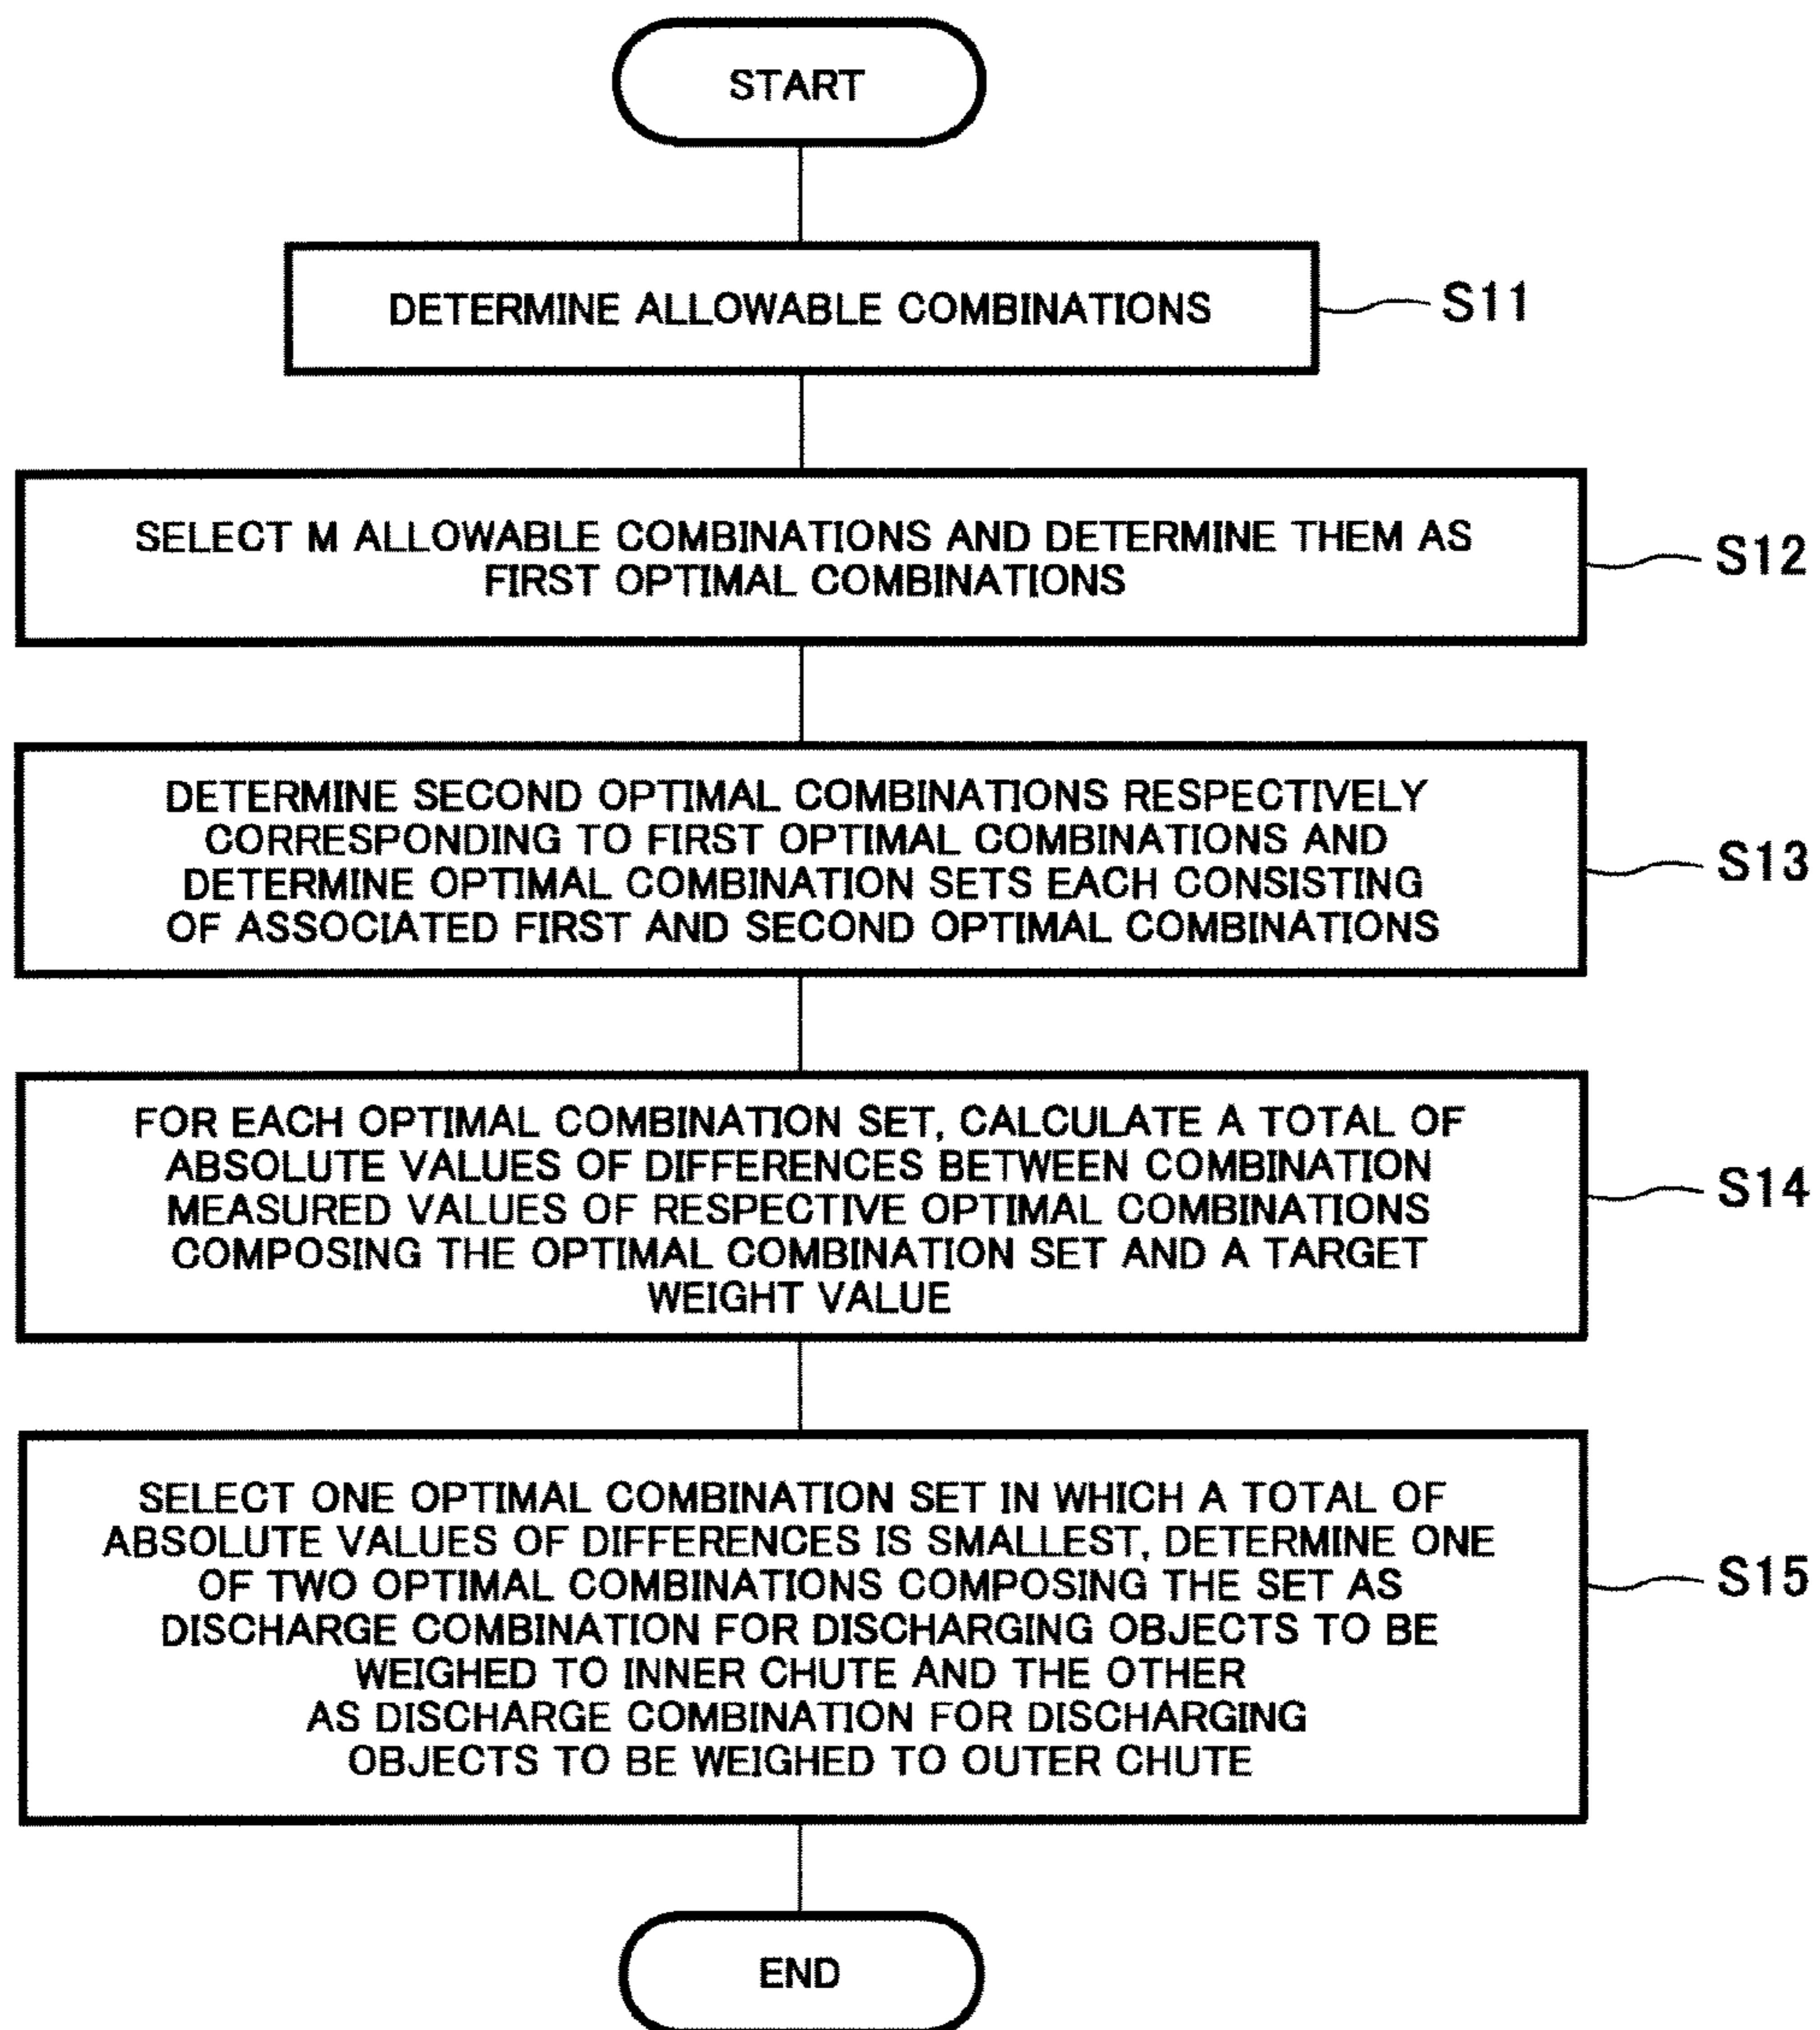 START
DETERMINE ALLOWABLE COMBINATIONS
S11
SELECT M ALLOWABLE COMBINATIONS AND DETERMINE THEM AS
FIRST OPTIMAL COMBINATIONS
S12
DETERMINE SECOND OPTIMAL COMBINATIONS RESPECTIVELY
CORRESPONDING TO FIRST OPTIMAL COMBINATIONS AND
DETERMINE OPTIMAL COMBINATION SETS EACH CONSISTING
OF ASSOCIATED FIRST AND SECOND OPTIMAL COMBINATIONS
S13
FOR EACH OPTIMAL COMBINATION SET, CALCULATE A TOTAL OF
ABSOLUTE VALUES OF DIFFERENCES BETWEEN COMBINATION
MEASURED VALUES OF RESPECTIVE OPTIMAL COMBINATIONS
COMPOSING THE OPTIMAL COMBINATION SET AND A TARGET
WEIGHT VALUE
S14
SELECT ONE OPTIMAL COMBINATION SET IN WHICH A TOTAL OF
ABSOLUTE VALUES OF DIFFERENCES IS SMALLEST, DETERMINE ONE
OF TWO OPTIMAL COMBINATIONS COMPOSING THE SET AS
DISCHARGE COMBINATION FOR DISCHARGING OBJECTS TO BE
WEIGHED TO INNER CHUTE AND THE OTHER
AS DISCHARGE COMBINATION FOR DISCHARGING
OBJECTS TO BE WEIGHED TO OUTER CHUTE
S15
END